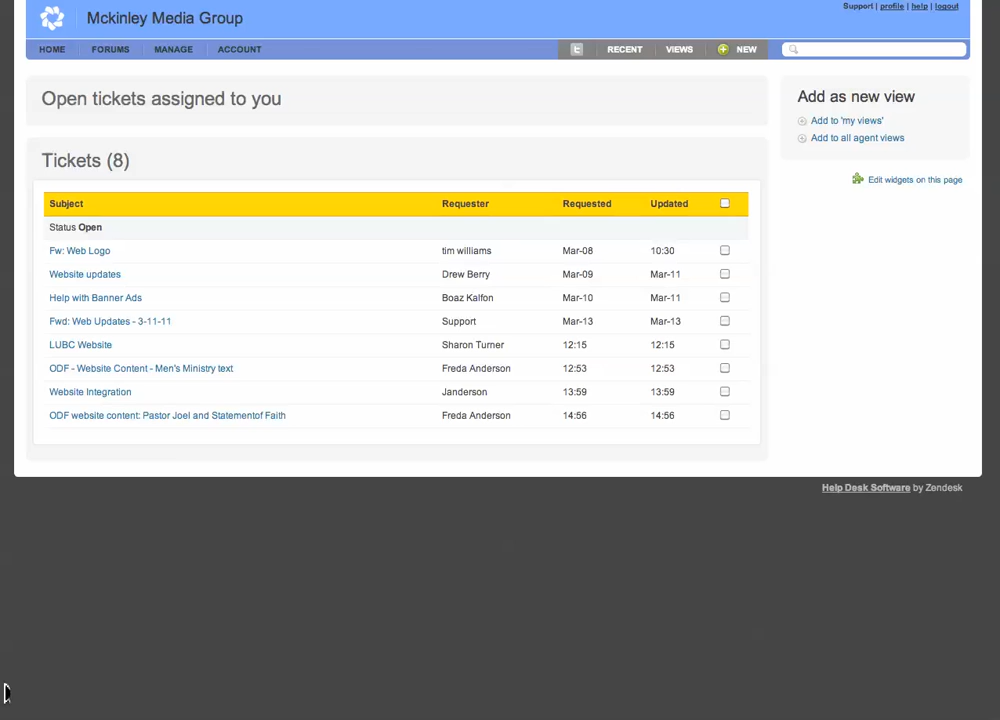 Mckinley Media Group
Support | profile | help | logout
HOME FORUMS MANAGE ACCOUNT RECENT VIEWS NEW
Open tickets assigned to you
Add as new view
Add to 'my views'
Add to all agent views
Edit widgets on this page
Tickets (8)
Subject Requester Requested Updated
Status Open
Fw: Web Logo tim williams Mar-08 10:30
Website updates Drew Berry Mar-09 Mar-11
Help with Banner Ads Boaz Kalfon Mar-10 Mar-11
Fwd: Web Updates - 3-11-11 Support Mar-13 Mar-13
LUBC Website Sharon Turner 12:15 12:15
ODF - Website Content - Men's Ministry text Freda Anderson 12:53 12:53
Website Integration Janderson 13:59 13:59
ODF website content: Pastor Joel and Statementof Faith Freda Anderson 14:56 14:56
Help Desk Software by Zendesk